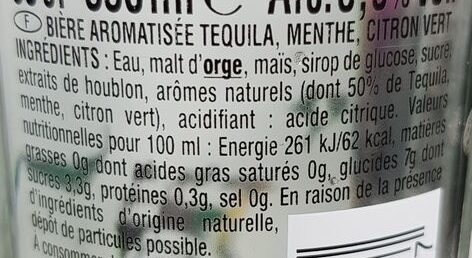 Ⓕ BIÈRE AROMATISÉE TEQUILA, MENTHE, CITRON VERT
INGRÉDIENTS : Eau, malt d'orge, maïs, sirop de glucose, sucre,
extraits de houblon, arômes naturels (dont 50% de Tequila,
menthe, citron vert), acidifiant : acide citrique. Valeurs
nutritionnelles pour 100 ml : Energie 261 kJ/62 kcal, matières
grasses 0g dont acides gras saturés 0g, glucides 7g dont
sucres 3,3g, protéines 0,3g, sel 0g. En raison de la présence
d'ingrédients d'origine naturelle,
dépôt de particules possible.